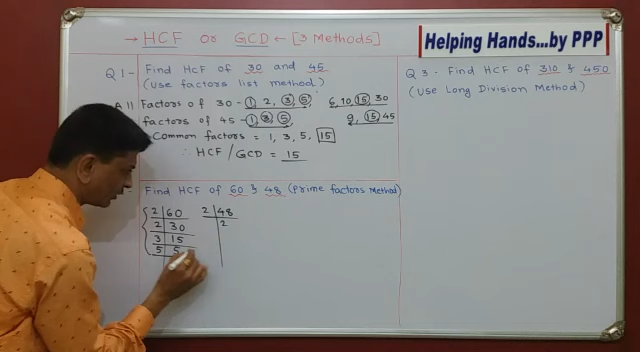 → HCF or GCD ← [3 Methods]
Helping Hands...by PPP
Q1- Find HCF of 30 and 45
(Use factors list method)
A 11 Factors of 30 - 1, 2, 3, 5, 6, 10, 15, 30
factors of 45 - 1, 3, 5, 9, 15, 45
Common factors = 1, 3, 5, 15
∴ HCF / GCD = 15
Find HCF of 60 & 48 (Prime factors Method)
2 60
2 30
3 15
5 5
2 48
2
Q3- Find HCF of 310 & 450
(Use Long Division Method)